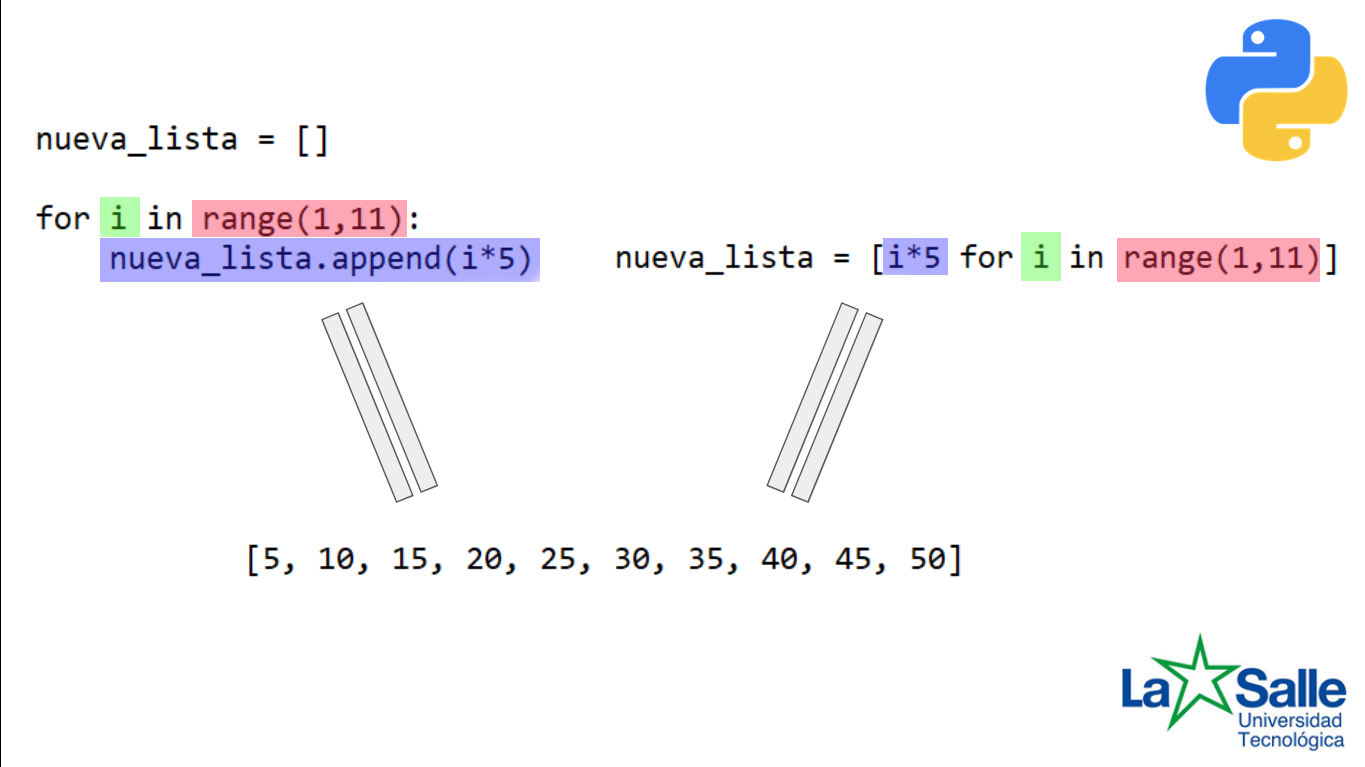 nueva_lista = []
for i in range(1,11):
nueva_lista.append(i*5)
nueva_lista = [i*5 for i in range(1,11)]
[5, 10, 15, 20, 25, 30, 35, 40, 45, 50]
La Salle
Universidad
Tecnológica